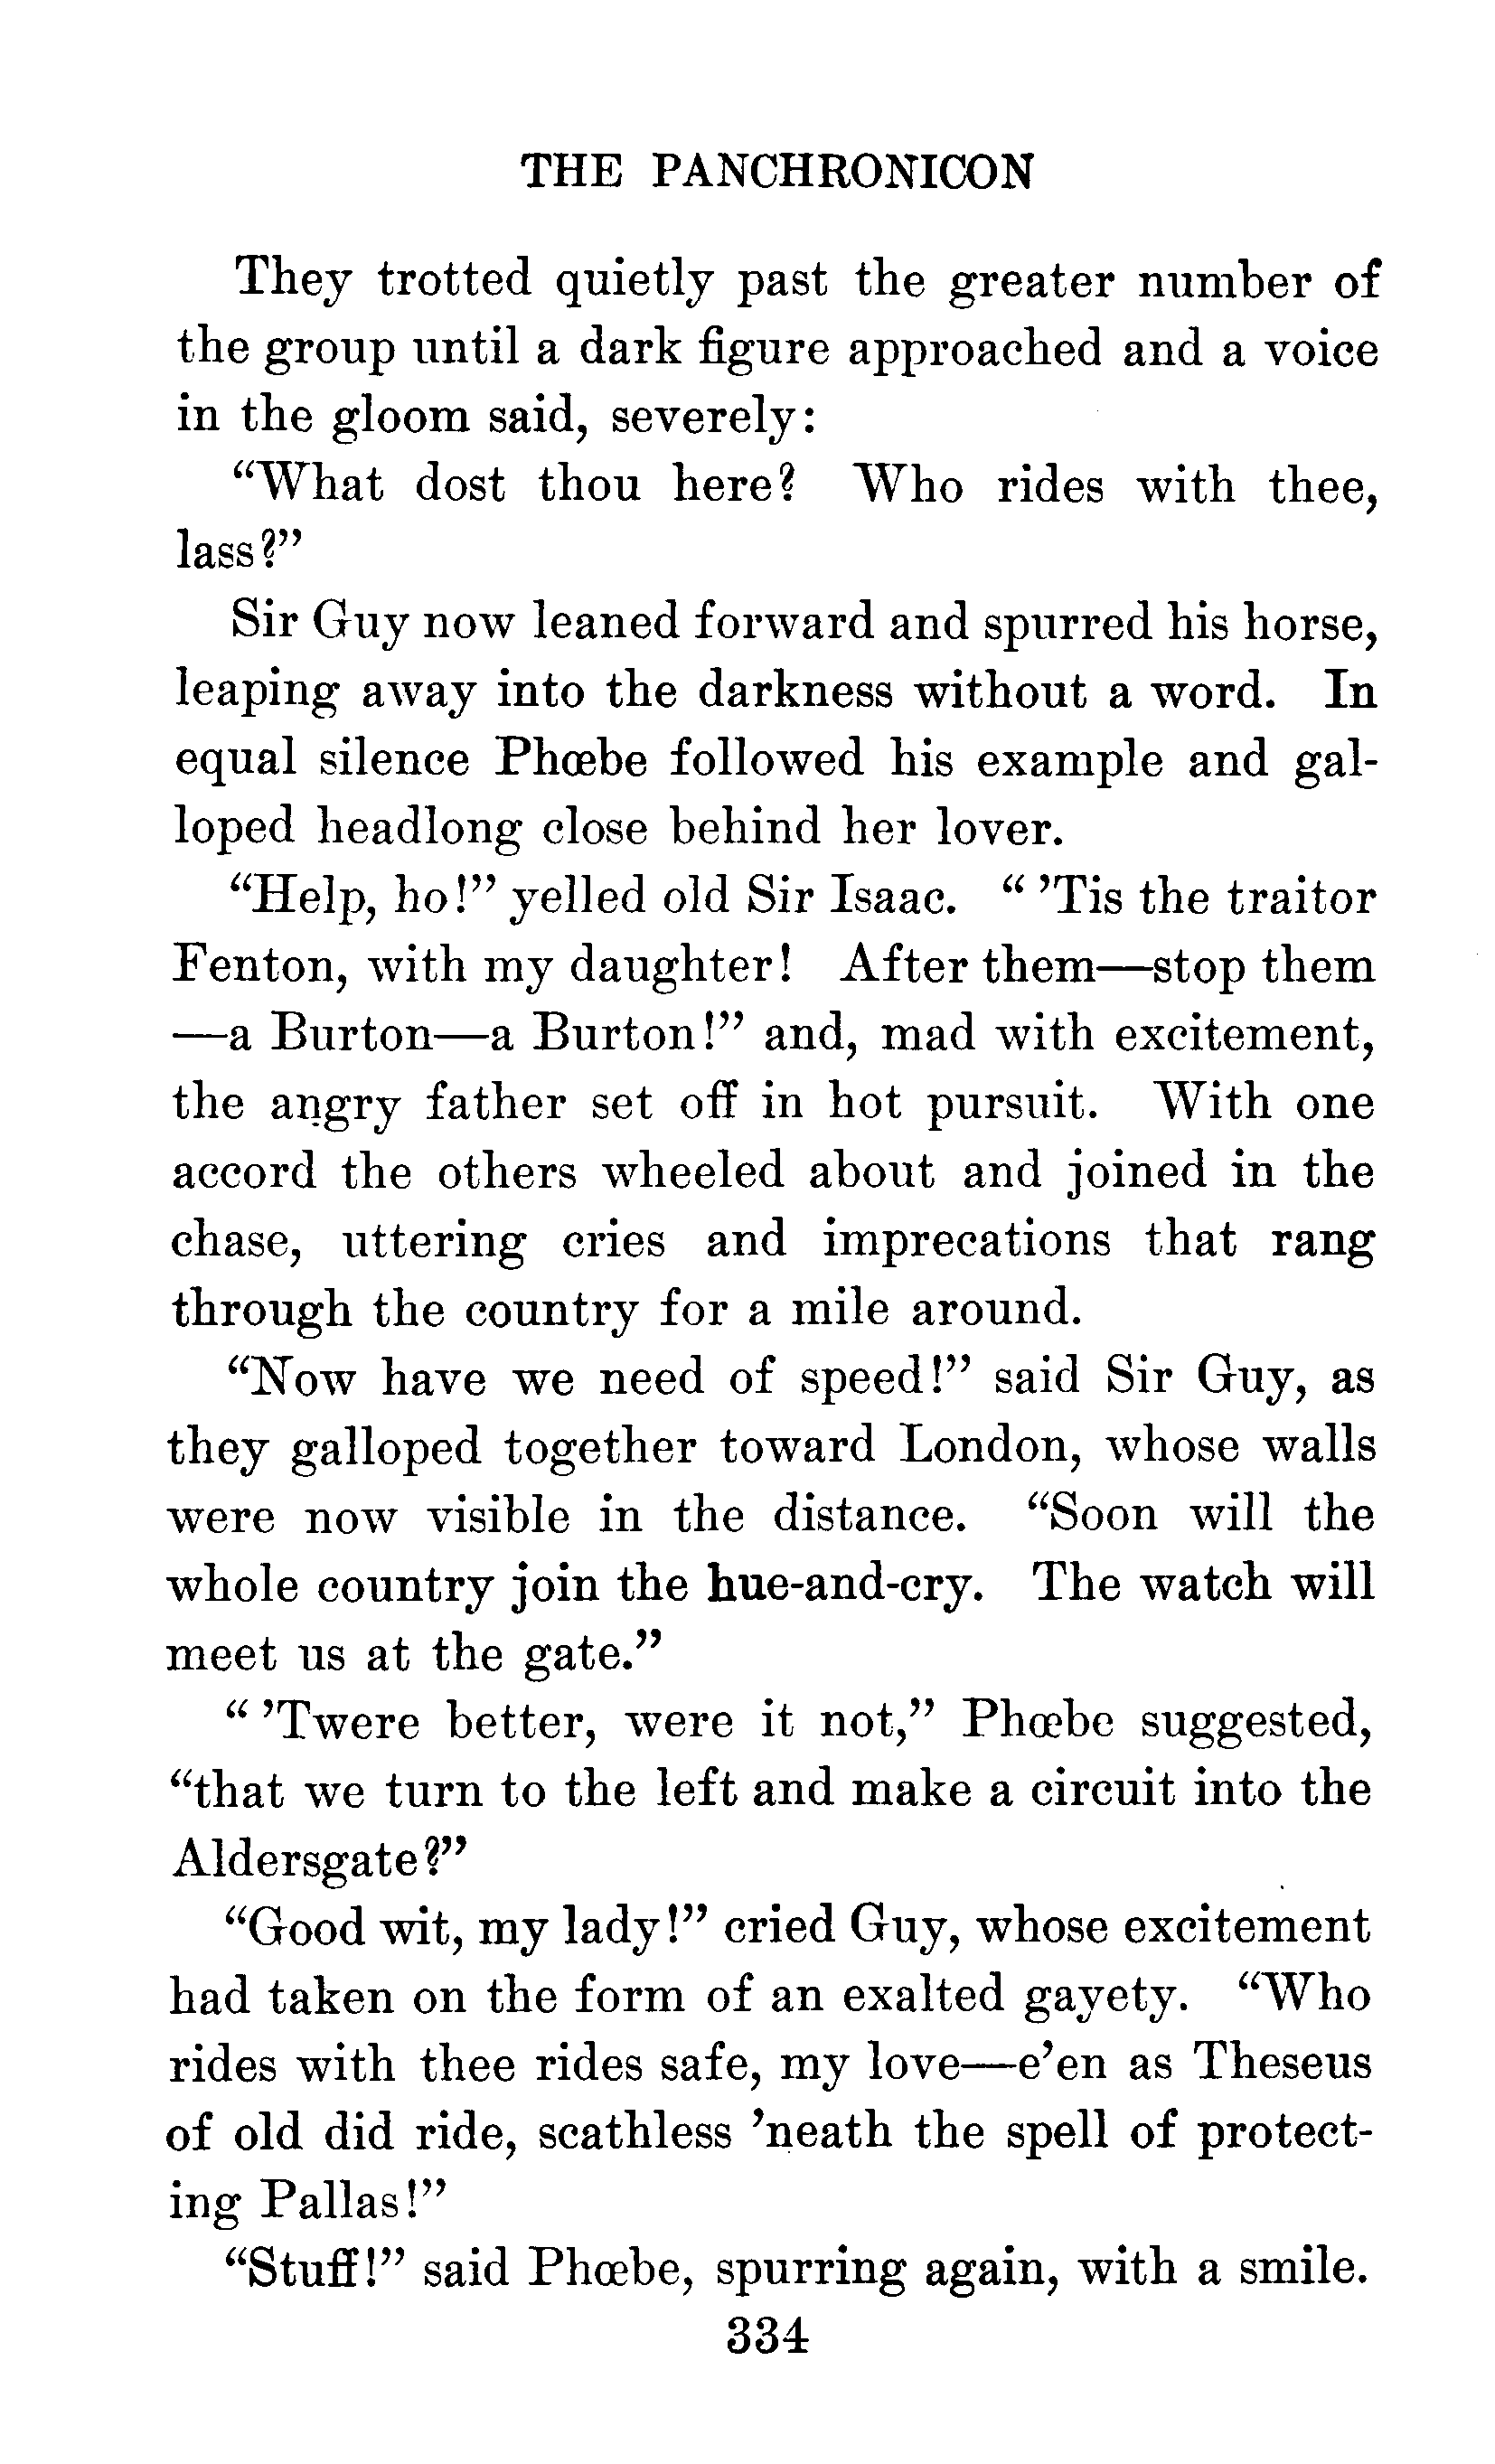 THE PANCHRONICON
They trotted quietly past the greater number of
the group until a dark figure approached and a voice
in the gloom said, severely:
“What dost thou here? Who rides with thee,
lass?”
Sir Guy now leaned forward and spurred his horse,
leaping away into the darkness without a word. In
equal silence Phœbe followed his example and gal-
loped headlong close behind her lover.
“Help, ho!” yelled old Sir Isaac. “ ’Tis the traitor
Fenton, with my daughter! After them—stop them
—a Burton—a Burton!” and, mad with excitement,
the angry father set off in hot pursuit. With one
accord the others wheeled about and joined in the
chase, uttering cries and imprecations that rang
through the country for a mile around.
“Now have we need of speed!” said Sir Guy, as
they galloped together toward London, whose walls
were now visible in the distance. “Soon will the
whole country join the hue-and-cry. The watch will
meet us at the gate.”
“ ’Twere better, were it not,” Phœbe suggested,
“that we turn to the left and make a circuit into the
Aldersgate?”
“Good wit, my lady!” cried Guy, whose excitement
had taken on the form of an exalted gayety. “Who
rides with thee rides safe, my love—e’en as Theseus
of old did ride, scathless ’neath the spell of protect-
ing Pallas!”
“Stuff!” said Phœbe, spurring again, with a smile.
334